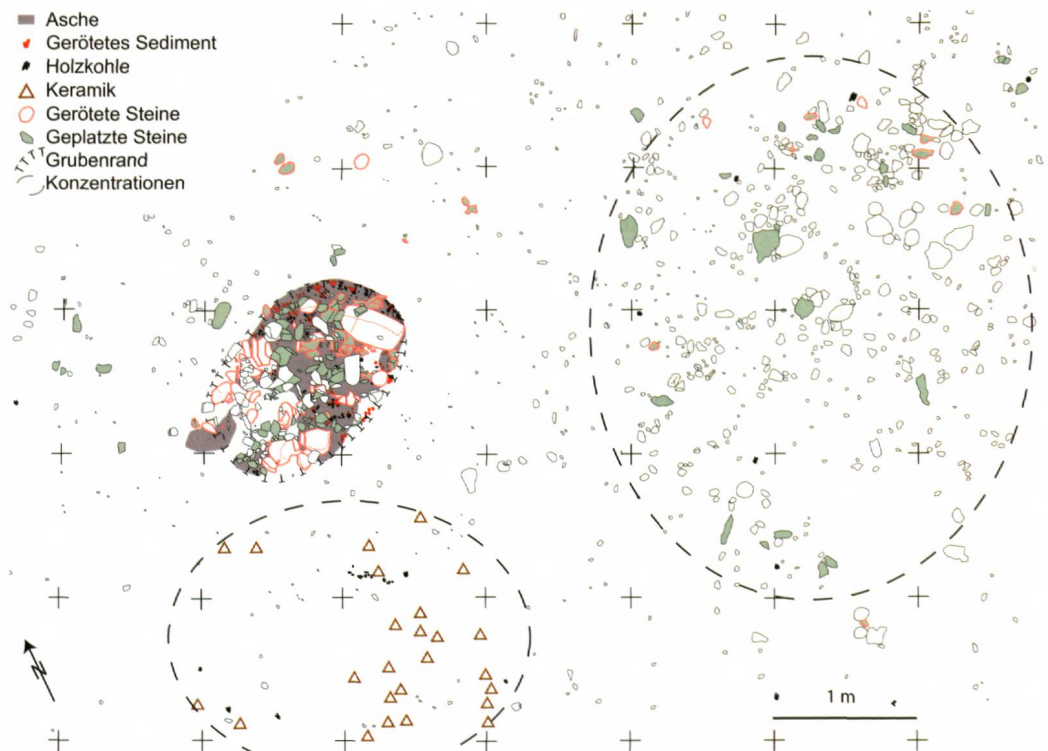 Asche
Gerötetes Sediment
Holzkohle
Keramik
Gerötete Steine
Geplatzte Steine
Grubenrand
Konzentrationen
N
1 m